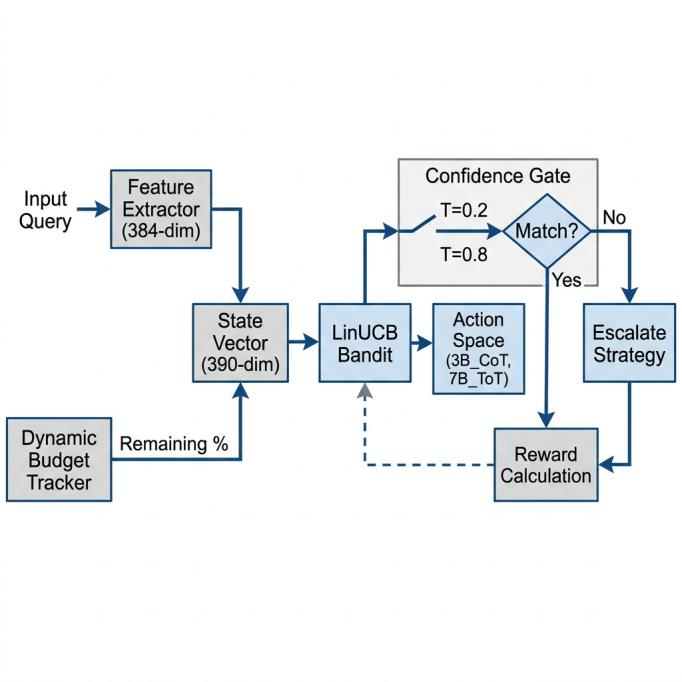 Input
Query
Feature
Extractor
(384-dim)
Confidence Gate
T=0.2
T=0.8
Match?
No
Yes
State
Vector
(390-dim)
LinUCB
Bandit
Action
Space
(3B_CoT,
7B_ToT)
Escalate
Strategy
Dynamic
Budget
Tracker
Remaining %
Reward
Calculation